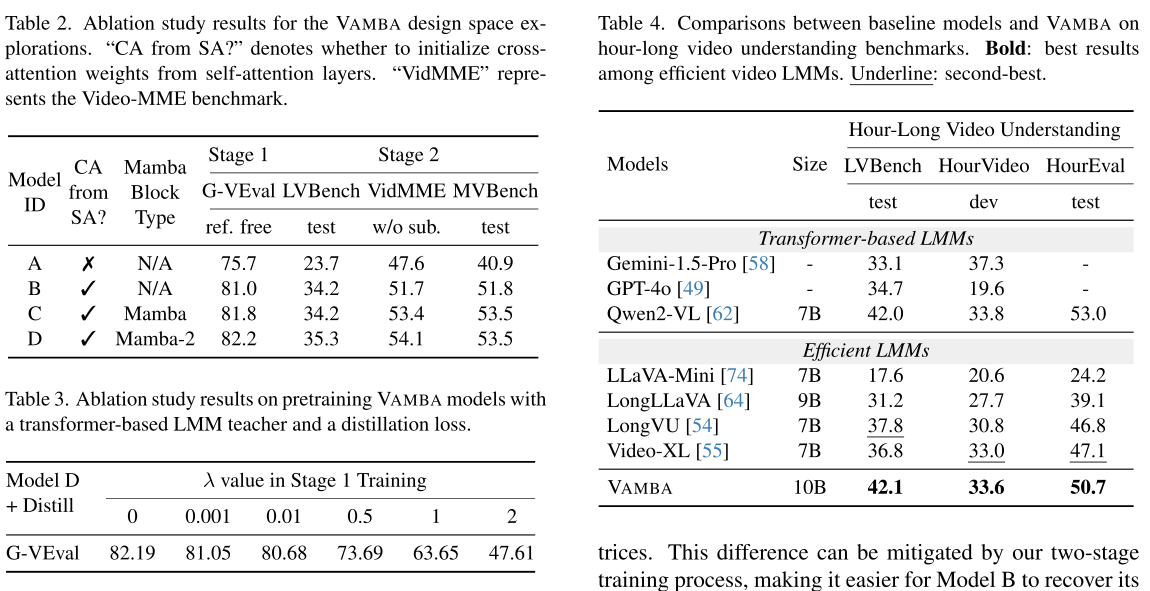 Table 2. Ablation study results for the VAMBA design space ex-
plorations. “CA from SA?” denotes whether to initialize cross-
attention weights from self-attention layers. “VidMME” repre-
sents the Video-MME benchmark.
Model ID CA from SA? Mamba Block Type Stage 1 Stage 2
G-VEval LVBench VidMME MVBench
ref. free test w/o sub. test
A ✗ N/A 75.7 23.7 47.6 40.9
B ✓ N/A 81.0 34.2 51.7 51.8
C ✓ Mamba 81.8 34.2 53.4 53.5
D ✓ Mamba-2 82.2 35.3 54.1 53.5
Table 3. Ablation study results on pretraining VAMBA models with
a transformer-based LMM teacher and a distillation loss.
Model D + Distill λ value in Stage 1 Training
0 0.001 0.01 0.5 1 2
G-VEval 82.19 81.05 80.68 73.69 63.65 47.61
Table 4. Comparisons between baseline models and VAMBA on
hour-long video understanding benchmarks. Bold: best results
among efficient video LMMs. Underline: second-best.
Models Size Hour-Long Video Understanding
LVBench HourVideo HourEval
test dev test
Transformer-based LMMs
Gemini-1.5-Pro [58] - 33.1 37.3 -
GPT-4o [49] - 34.7 19.6 -
Qwen2-VL [62] 7B 42.0 33.8 53.0
Efficient LMMs
LLaVA-Mini [74] 7B 17.6 20.6 24.2
LongLLaVA [64] 9B 31.2 27.7 39.1
LongVU [54] 7B 37.8 30.8 46.8
Video-XL [55] 7B 36.8 33.0 47.1
VAMBA 10B 42.1 33.6 50.7
trices. This difference can be mitigated by our two-stage
training process, making it easier for Model B to recover its